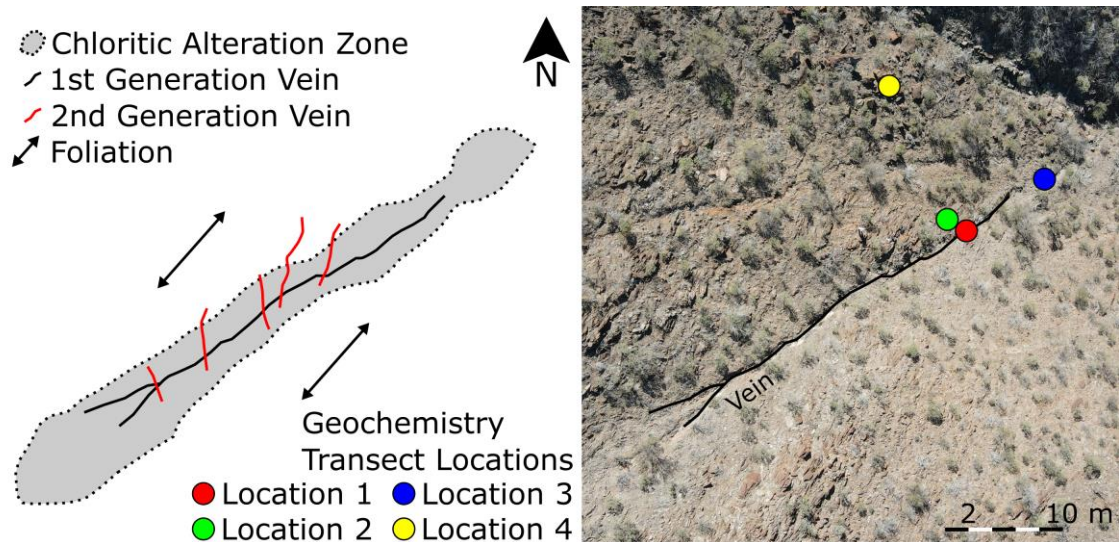 Chloritic Alteration Zone
1st Generation Vein
2nd Generation Vein
Foliation
N
Geochemistry
Transect Locations
Location 1 Location 3
Location 2 Location 4
Vein
2 10 m